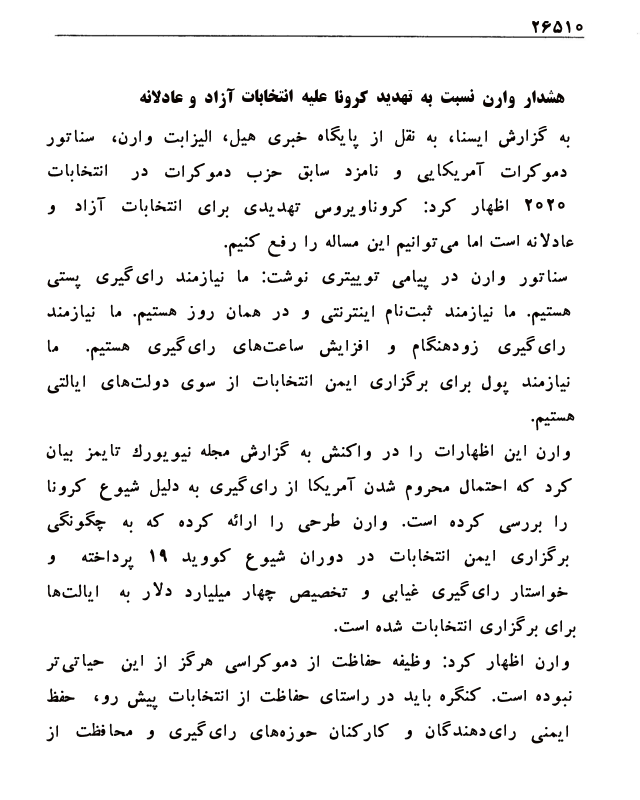 ۲۶۵۱۰
هشدار وارن نسبت به تهدید کرونا علیه انتخابات آزاد و عادلانه
به گزارش ایسنا، به نقل از پایگاه خبری هیل، الیزابت وارن، سناتور
دموکرات آمریکایی و نامزد سابق حزب دموکرات در انتخابات
۲۰۲۰ اظهار کرد: کروناویروس تهدیدی برای انتخابات آزاد و
عادلانه است اما می‌توانیم این مساله را رفع کنیم.
سناتور وارن در پیامی توییتری نوشت: ما نیازمند رای‌گیری پستی
هستیم. ما نیازمند ثبت‌نام اینترنتی و در همان روز هستیم. ما نیازمند
رای‌گیری زودهنگام و افزایش ساعت‌های رای‌گیری هستیم. ما
نیازمند پول برای برگزاری ایمن انتخابات از سوی دولت‌های ایالتی
هستیم.
وارن این اظهارات را در واکنش به گزارش مجله نیویورك تایمز بیان
کرد که احتمال محروم شدن آمریکا از رای‌گیری به دلیل شیوع کرونا
را بررسی کرده است. وارن طرحی را ارائه کرده که به چگونگی
برگزاری ایمن انتخابات در دوران شیوع کووید ۱۹ پرداخته و
خواستار رای‌گیری غیابی و تخصیص چهار میلیارد دلار به ایالت‌ها
برای برگزاری انتخابات شده است.
وارن اظهار کرد: وظیفه حفاظت از دموکراسی هرگز از این حیاتی‌تر
نبوده است. کنگره باید در راستای حفاظت از انتخابات پیش رو، حفظ
ایمنی رای‌دهندگان و کارکنان حوزه‌های رای‌گیری و محافظت از